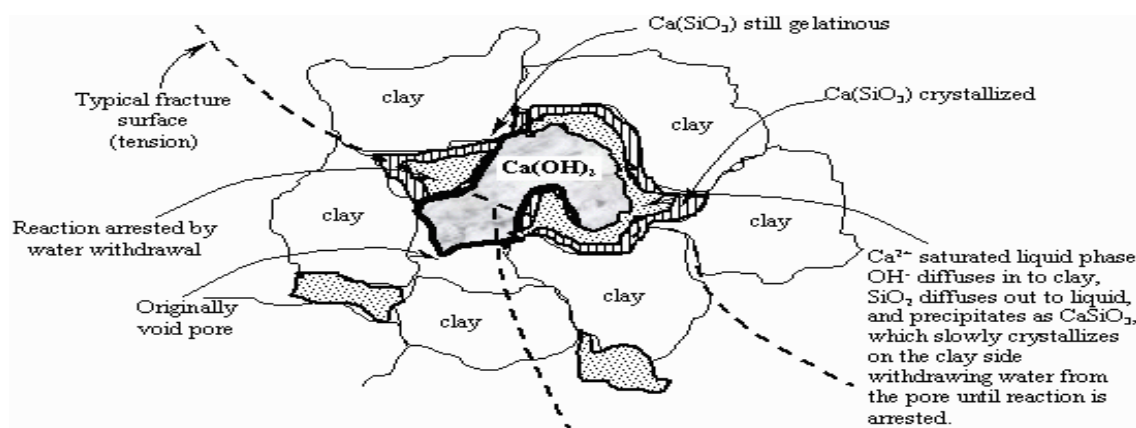 Ca(SiO₃) still gelatinous
Typical fracture
surface
(tension)
clay
clay
Ca(SiO₃) crystallized
Ca(OH)₂
clay
clay
Reaction arrested by
water withdrawal
Originally
void pore
clay
clay
Ca²⁺ saturated liquid phase
OH⁻ diffuses in to clay,
SiO₂ diffuses out to liquid,
and precipitates as CaSiO₃,
which slowly crystallizes
on the clay side
withdrawing water from
the pore until reaction is
arrested.